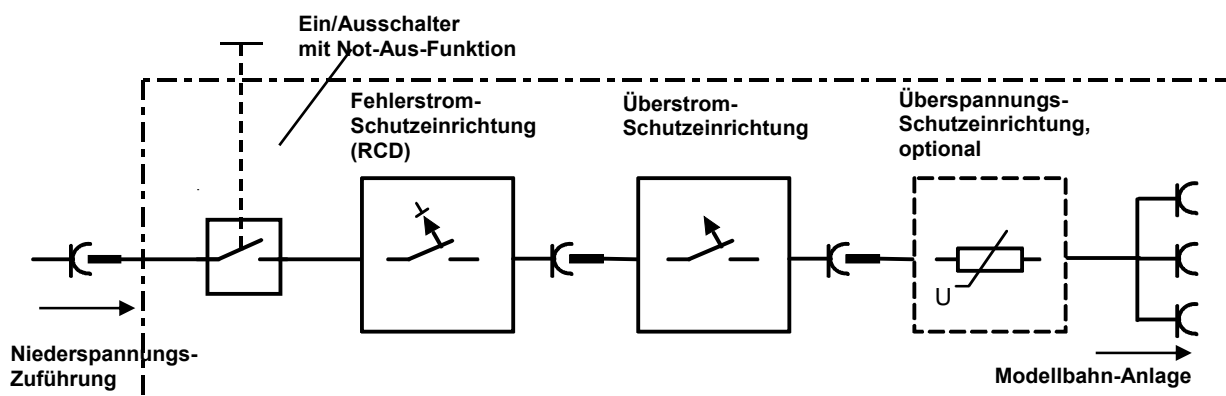 Ein/Ausschalter
mit Not-Aus-Funktion
Fehlerstrom-
Schutzeinrichtung
(RCD)
Überstrom-
Schutzeinrichtung
Überspannungs-
Schutzeinrichtung,
optional
U
Niederspannungs-
Zuführung
Modellbahn-Anlage